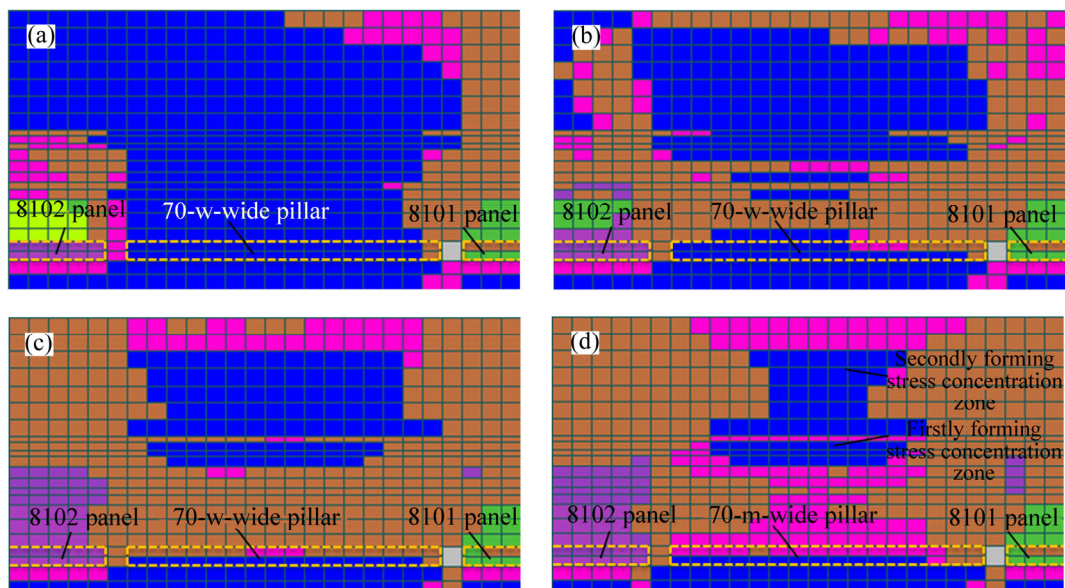 (a)
8102 panel
70-w-wide pillar
8101 panel
(b)
8102 panel
70-w-wide pillar
8101 panel
(c)
8102 panel
70-w-wide pillar
8101 panel
(d)
Secondly forming
stress concentration
zone
Firstly forming
stress concentration
zone
8102 panel
70-m-wide pillar
8101 panel